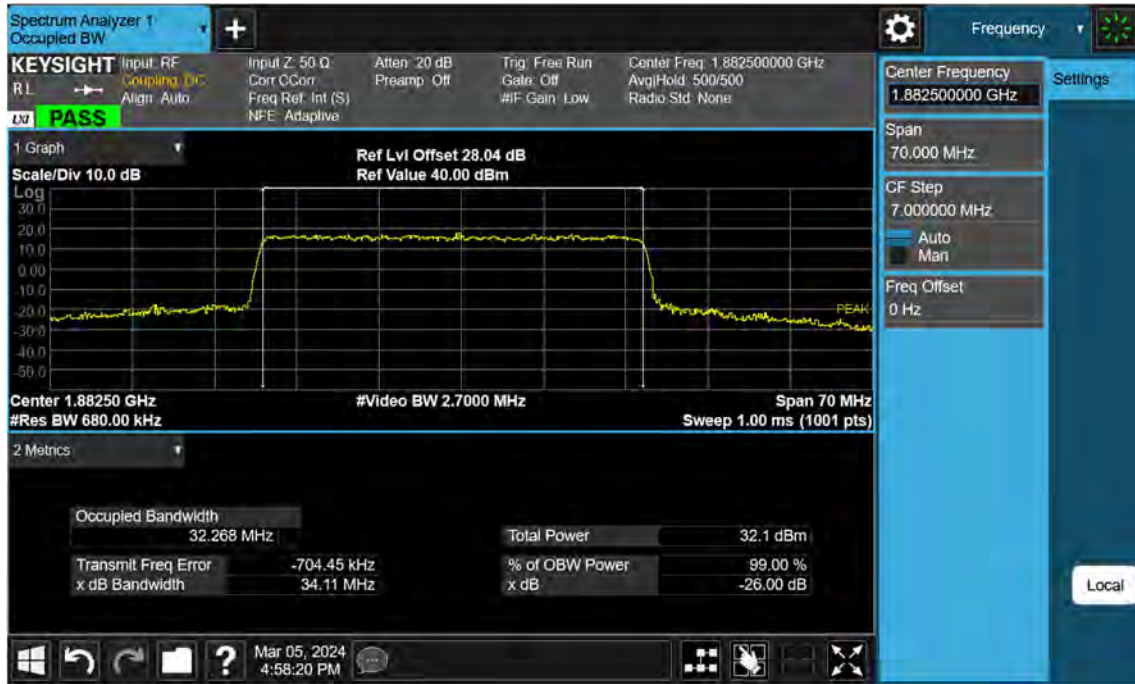 Spectrum Analyzer 1
Occupied BW
+
Frequency
KEYSIGHT
RL
LXI PASS
Input: RF
Coupling: DC
Align: Auto
Input Z: 50 Ω
Corr CCorr
Freq Ref: Int (S)
NFE: Adaptive
Atten: 20 dB
Preamp: Off
Trig: Free Run
Gate: Off
#IF Gain: Low
Center Freq: 1.882500000 GHz
Avg|Hold: 500/500
Radio Std: None
Center Frequency
1.882500000 GHz
Settings
Span
70.000 MHz
CF Step
7.000000 MHz
Auto
Man
Freq Offset
0 Hz
1 Graph
Scale/Div 10.0 dB
Ref Lvl Offset 28.04 dB
Ref Value 40.00 dBm
Log
30.0
20.0
10.0
0.00
-10.0
-20.0
-30.0
-40.0
-50.0
PEAK
Center 1.88250 GHz
#Video BW 2.7000 MHz
Span 70 MHz
#Res BW 680.00 kHz
Sweep 1.00 ms (1001 pts)
2 Metrics
Occupied Bandwidth
32.268 MHz
Total Power 32.1 dBm
Transmit Freq Error -704.45 kHz
% of OBW Power 99.00 %
x dB Bandwidth 34.11 MHz
x dB -26.00 dB
Local
?
Mar 05, 2024
4:58:20 PM